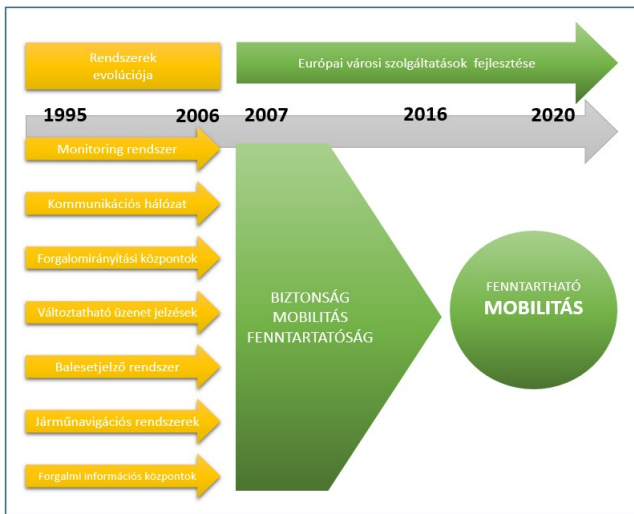 Rendszerek
evolúciója
Európai városi szolgáltatások fejlesztése
1995
2006
2007
2016
2020
Monitoring rendszer
Kommunikációs hálózat
Forgalomirányítási központok
Változtatható üzenet jelzések
Balesetjelző rendszer
Járműnavigációs rendszerek
Forgalmi információs központok
BIZTONSÁG
MOBILITÁS
FENNTARTATÓSÁG
FENNTARTHATÓ
MOBILITÁS